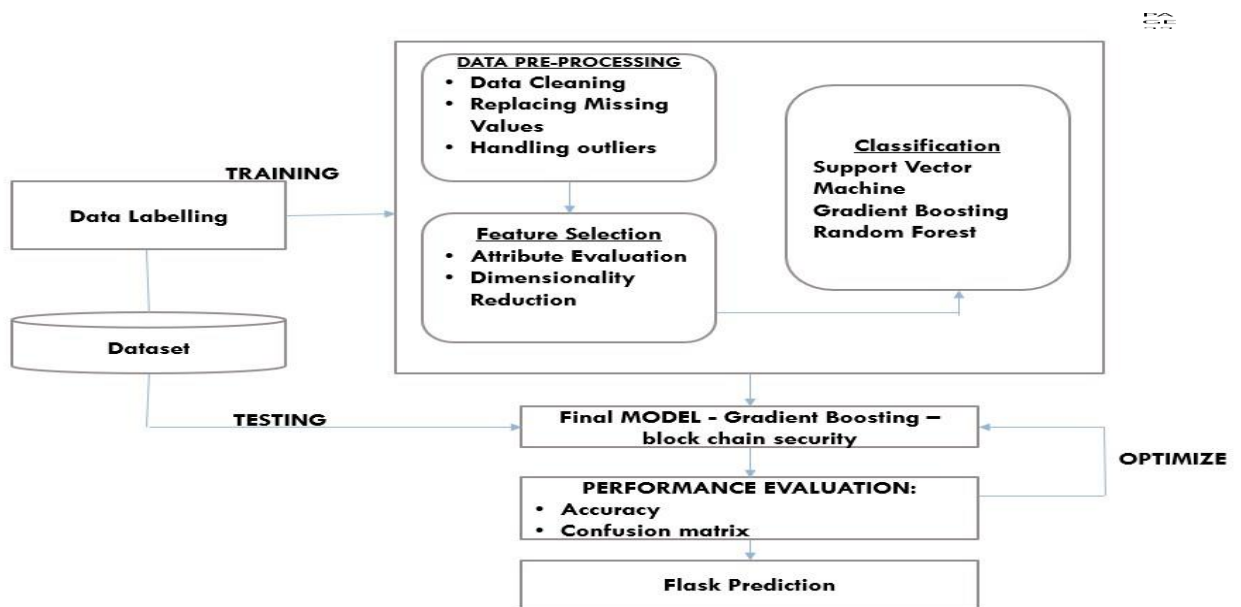 DATA PRE-PROCESSING
• Data Cleaning
• Replacing Missing
Values
• Handling outliers
Classification
Support Vector
Machine
Gradient Boosting
Random Forest
TRAINING
Data Labelling
Feature Selection
• Attribute Evaluation
• Dimensionality
Reduction
Dataset
TESTING
Final MODEL - Gradient Boosting –
block chain security
OPTIMIZE
PERFORMANCE EVALUATION:
• Accuracy
• Confusion matrix
Flask Prediction